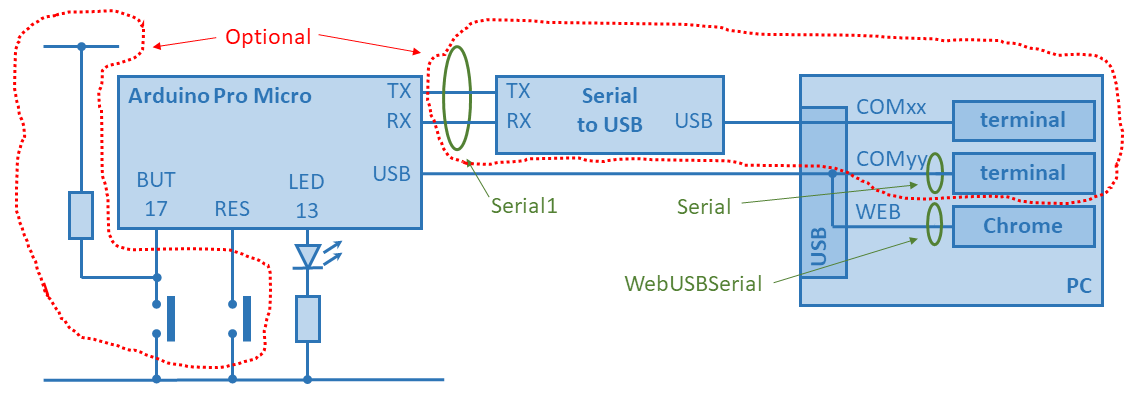 Optional
Arduino Pro Micro
TX
RX
USB
BUT
17
RES
LED
13
TX
RX
Serial
to USB
USB
Serial1
COMxx
terminal
COMyy
terminal
Serial
WEB
Chrome
USB
WebUSBSerial
PC